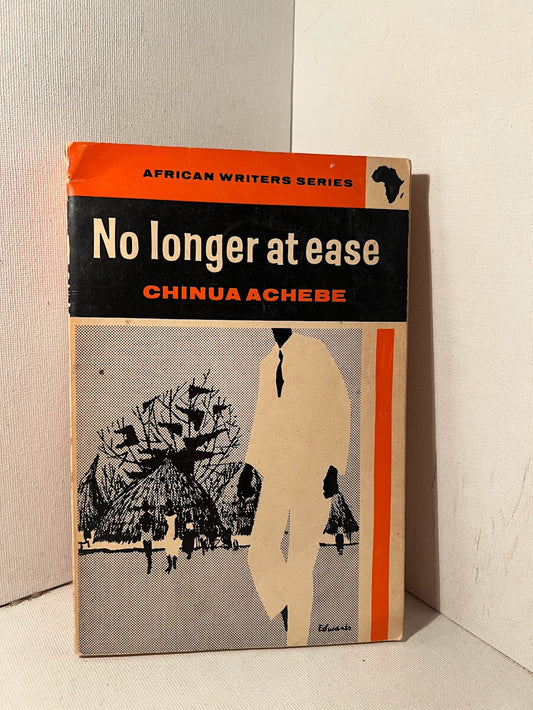 AFRICAN WRITERS SERIES
No longer at ease
CHINUA ACHEBE
Edwards